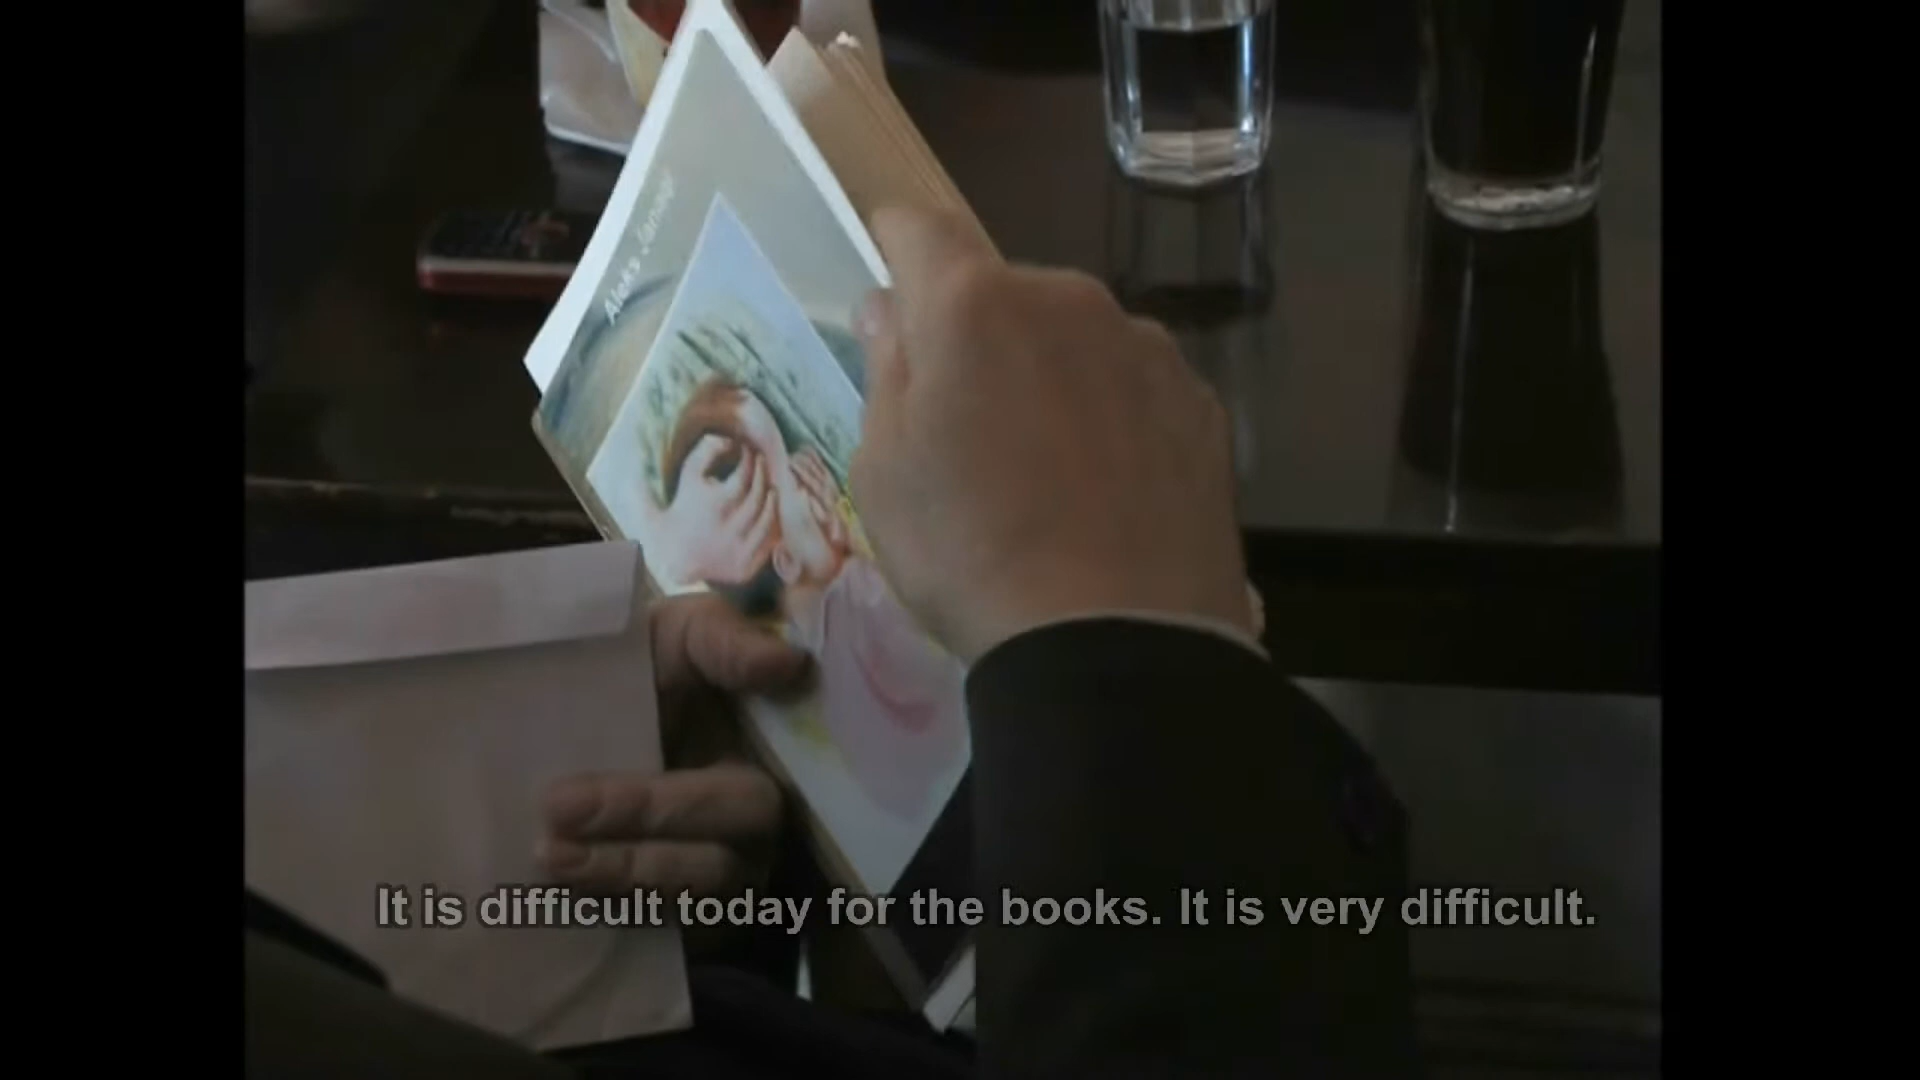 Aleks Janaqi
It is difficult today for the books. It is very difficult.